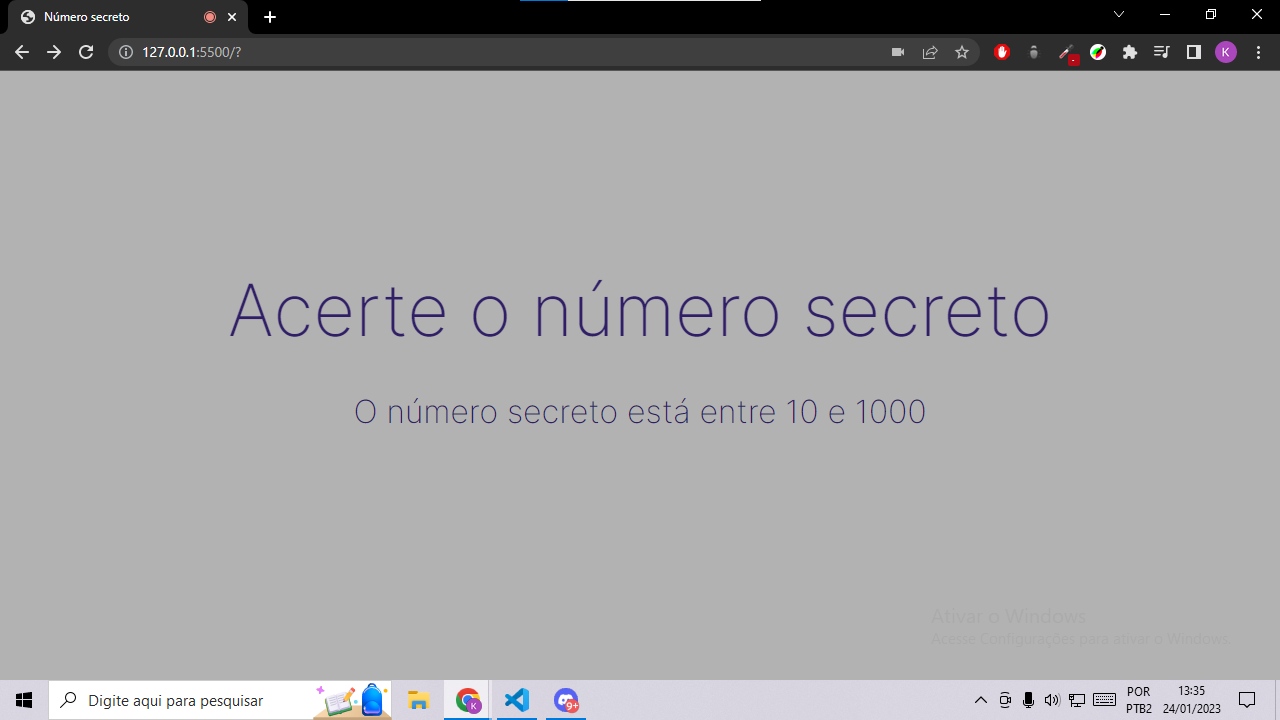 Número secreto
127.0.0.1:5500/?
K
Acerte o número secreto
O número secreto está entre 10 e 1000
Ativar o Windows
Acesse Configurações para ativar o Windows.
Digite aqui para pesquisar
K
9+
POR
PTB2
13:35
24/01/2023